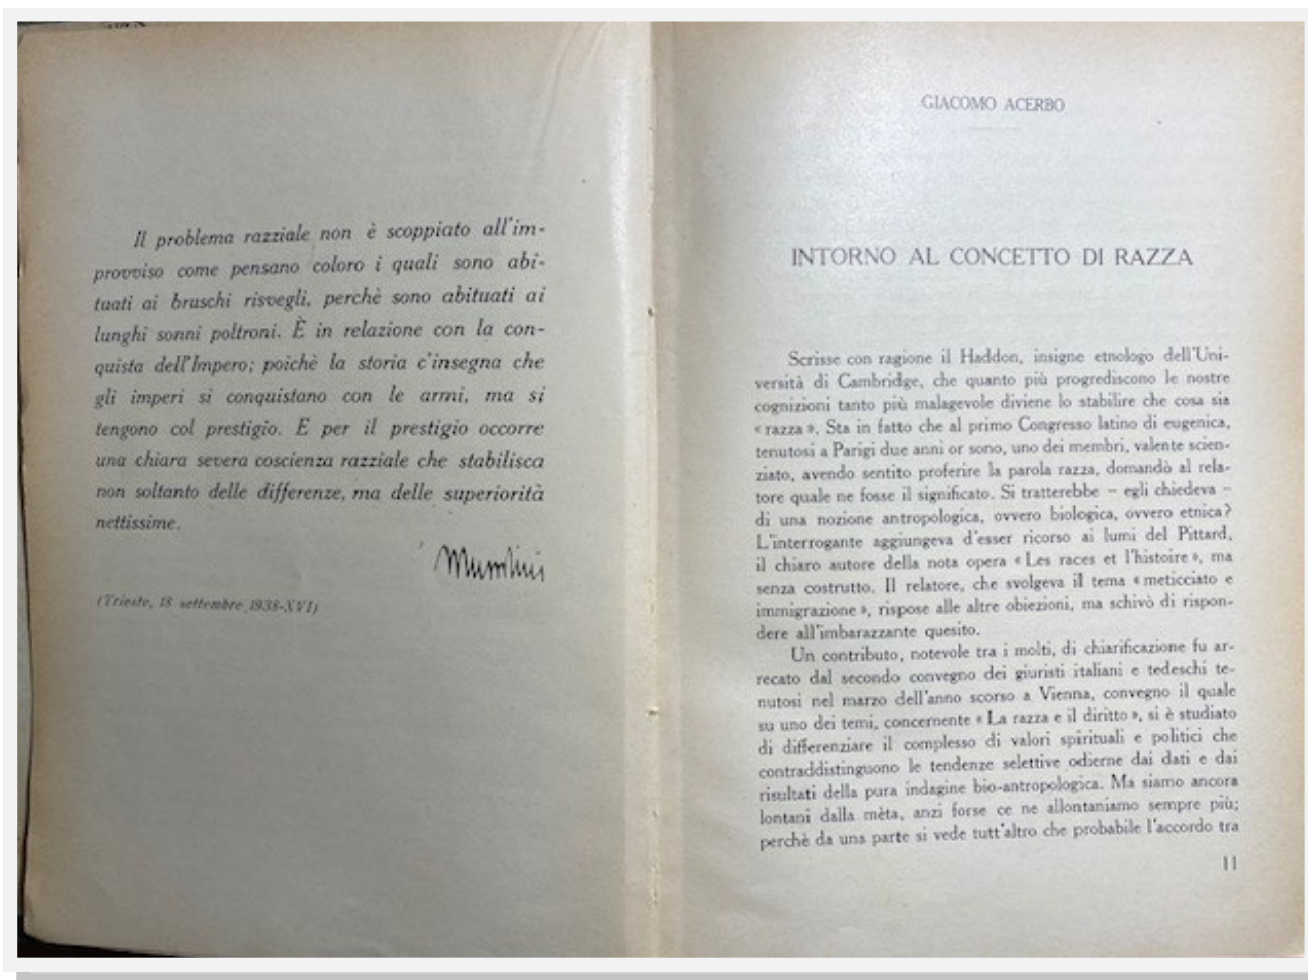 Il problema razziale non è scoppiato all'im-
provviso come pensano coloro i quali sono abi-
tuati ai bruschi risvegli, perchè sono abituati ai
lunghi sonni poltroni. È in relazione con la con-
quista dell'Impero; poichè la storia c'insegna che
gli imperi si conquistano con le armi, ma si
tengono col prestigio. E per il prestigio occorre
una chiara severa coscienza razziale che stabilisca
non soltanto delle differenze, ma delle superiorità
nettissime.
Mussolini
(Trieste, 18 settembre 1938-XVI)
GIACOMO ACERBO
INTORNO AL CONCETTO DI RAZZA
Scrisse con ragione il Haddon, insigne etnologo dell'Uni-
versità di Cambridge, che quanto più progrediscono le nostre
cognizioni tanto più malagevole diviene lo stabilire che cosa sia
« razza ». Sta in fatto che al primo Congresso latino di eugenica,
tenutosi a Parigi due anni or sono, uno dei membri, valente scien-
ziato, avendo sentito proferire la parola razza, domandò al rela-
tore quale ne fosse il significato. Si tratterebbe - egli chiedeva -
di una nozione antropologica, ovvero biologica, ovvero etnica?
L'interrogante aggiungeva d'esser ricorso ai lumi del Pittard,
il chiaro autore della nota opera « Les races et l'histoire », ma
senza costrutto. Il relatore, che svolgeva il tema « meticciato e
immigrazione », rispose alle altre obiezioni, ma schivò di rispon-
dere all'imbarazzante quesito.
Un contributo, notevole tra i molti, di chiarificazione fu ar-
recato dal secondo convegno dei giuristi italiani e tedeschi te-
nutosi nel marzo dell'anno scorso a Vienna, convegno il quale
su uno dei temi, concernente « La razza e il diritto », si è studiato
di differenziare il complesso di valori spirituali e politici che
contraddistinguono le tendenze selettive odierne dai dati e dai
risultati della pura indagine bio-antropologica. Ma siamo ancora
lontani dalla mèta, anzi forse ce ne allontaniamo sempre più;
perchè da una parte si vede tutt'altro che probabile l'accordo tra
11